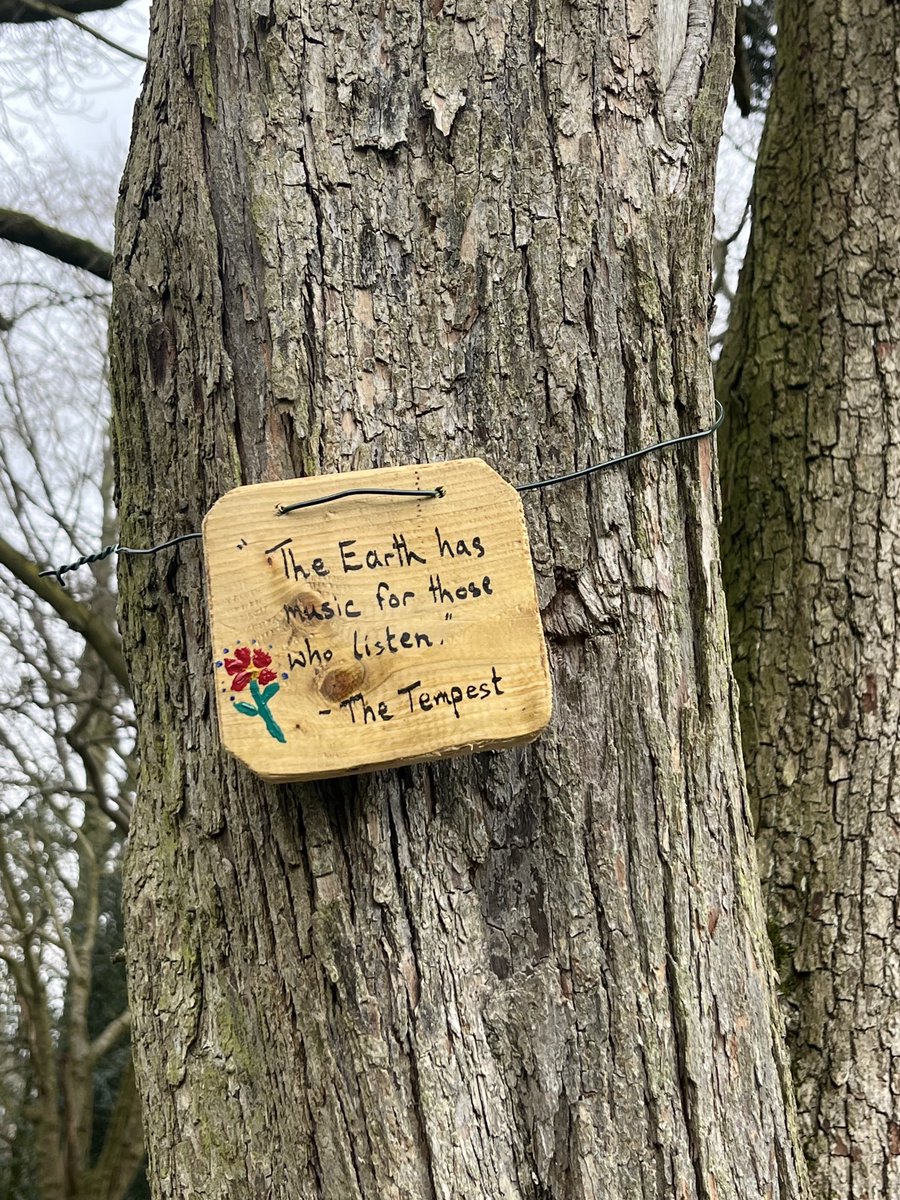 "The Earth has
music for those
who listen."
- The Tempest